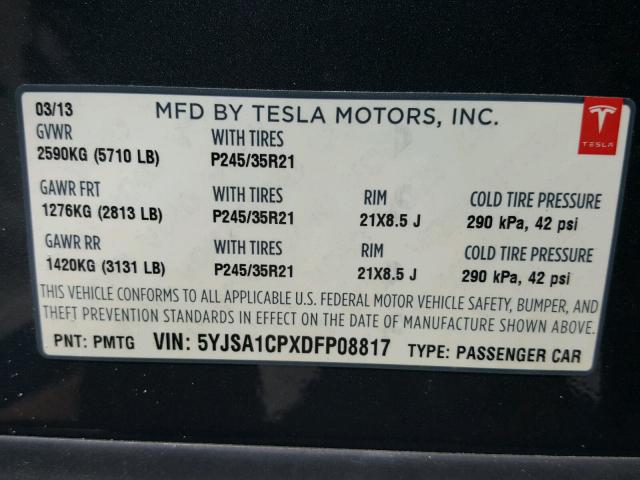 03/13 MFD BY TESLA MOTORS, INC.
TESLA
GVWR WITH TIRES
2590KG (5710 LB) P245/35R21
GAWR FRT WITH TIRES RIM COLD TIRE PRESSURE
1276KG (2813 LB) P245/35R21 21X8.5 J 290 kPa, 42 psi
GAWR RR WITH TIRES RIM COLD TIRE PRESSURE
1420KG (3131 LB) P245/35R21 21X8.5 J 290 kPa, 42 psi
THIS VEHICLE CONFORMS TO ALL APPLICABLE U.S. FEDERAL MOTOR VEHICLE SAFETY, BUMPER, AND
THEFT PREVENTION STANDARDS IN EFFECT ON THE DATE OF MANUFACTURE SHOWN ABOVE.
PNT: PMTG VIN: 5YJSA1CPXDFP08817 TYPE: PASSENGER CAR